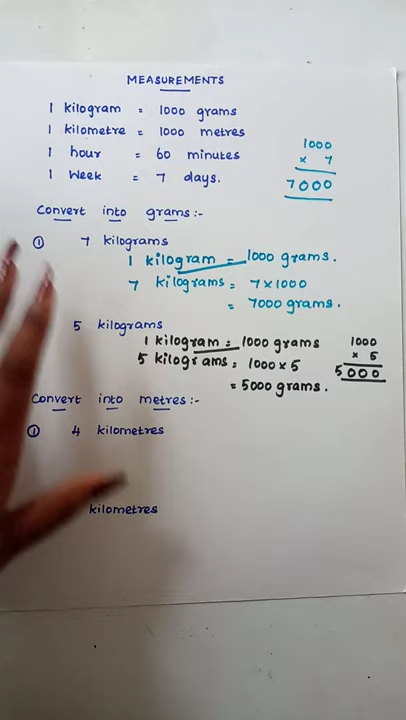 MEASUREMENTS
1 kilogram = 1000 grams
1 kilometre = 1000 metres
1 hour = 60 minutes
1 Week = 7 days.
1000
× 7
7000
Convert into grams:-
① 7 kilograms
1 kilogram = 1000 grams.
7 kilograms = 7×1000
= 7000 grams.
5 kilograms
1 kilogram = 1000 grams
5 kilograms = 1000×5
= 5000 grams.
1000
× 5
5000
Convert into metres:-
① 4 kilometres
kilometres